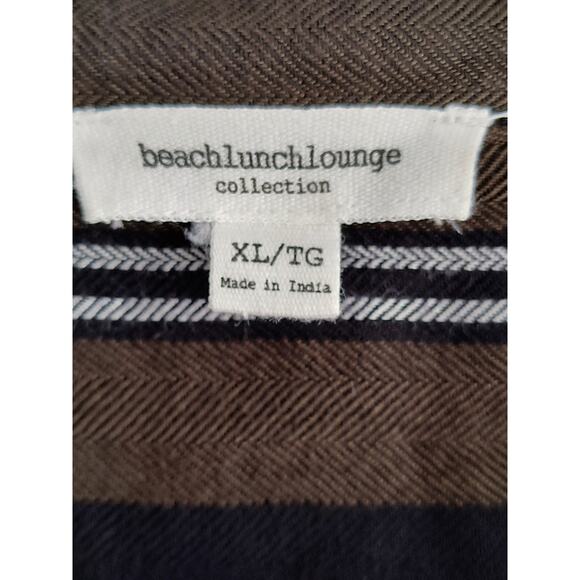 beachlunchlounge
collection
XL/TG
Made in India